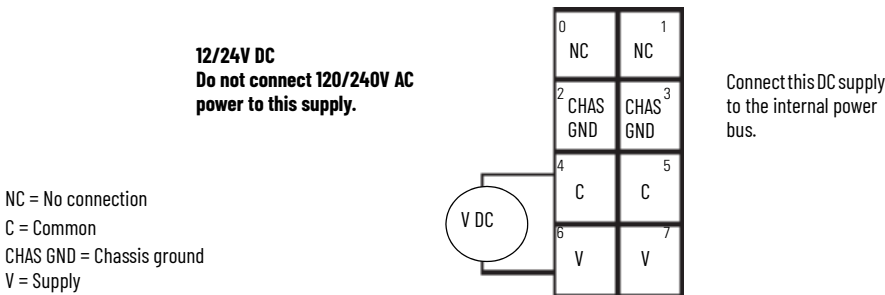 12/24V DC
Do not connect 120/240V AC
power to this supply.
NC = No connection
C = Common
CHAS GND = Chassis ground
V = Supply
V DC
0
NC
1
NC
2
CHAS
GND
3
CHAS
GND
4
C
5
C
6
V
7
V
Connect this DC supply
to the internal power
bus.